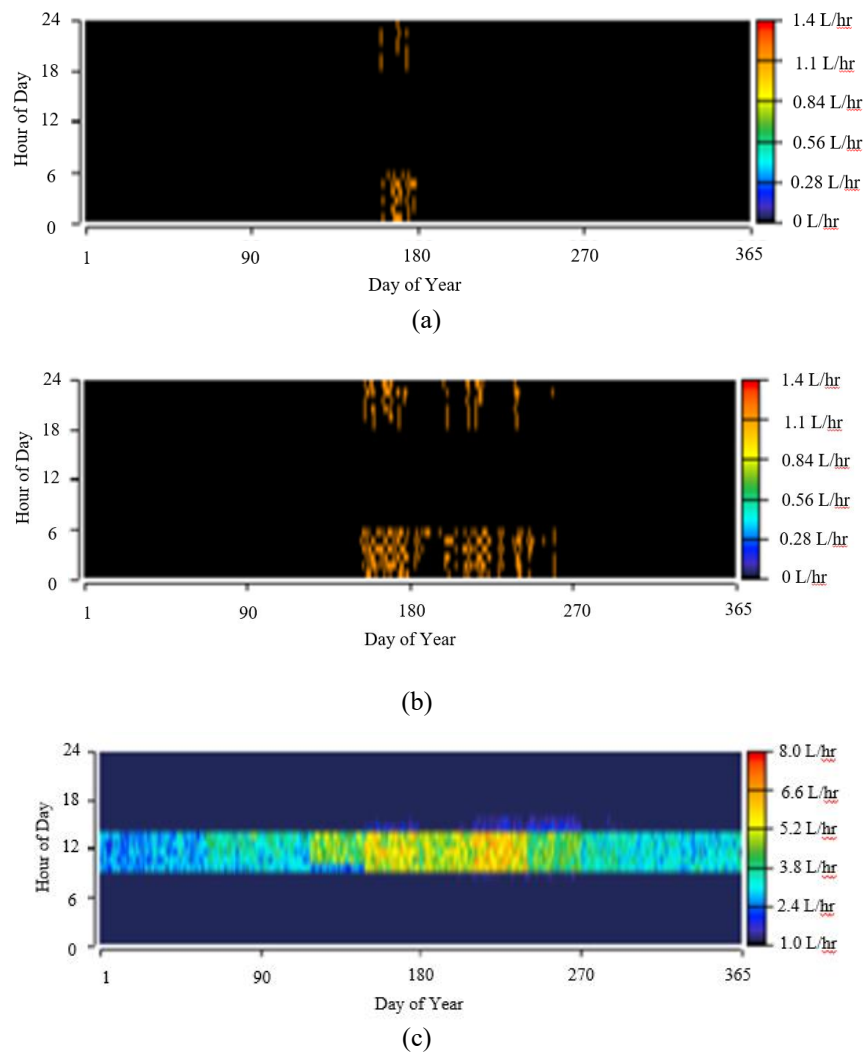 24
18
12
6
0
Hour of Day
1
90
180
270
365
Day of Year
1.4 L/hr
1.1 L/hr
0.84 L/hr
0.56 L/hr
0.28 L/hr
0 L/hr
(a)
24
18
12
6
0
Hour of Day
1
90
180
270
365
Day of Year
1.4 L/hr
1.1 L/hr
0.84 L/hr
0.56 L/hr
0.28 L/hr
0 L/hr
(b)
24
18
12
6
0
Hour of Day
1
90
180
270
365
Day of Year
8.0 L/hr
6.6 L/hr
5.2 L/hr
3.8 L/hr
2.4 L/hr
1.0 L/hr
(c)